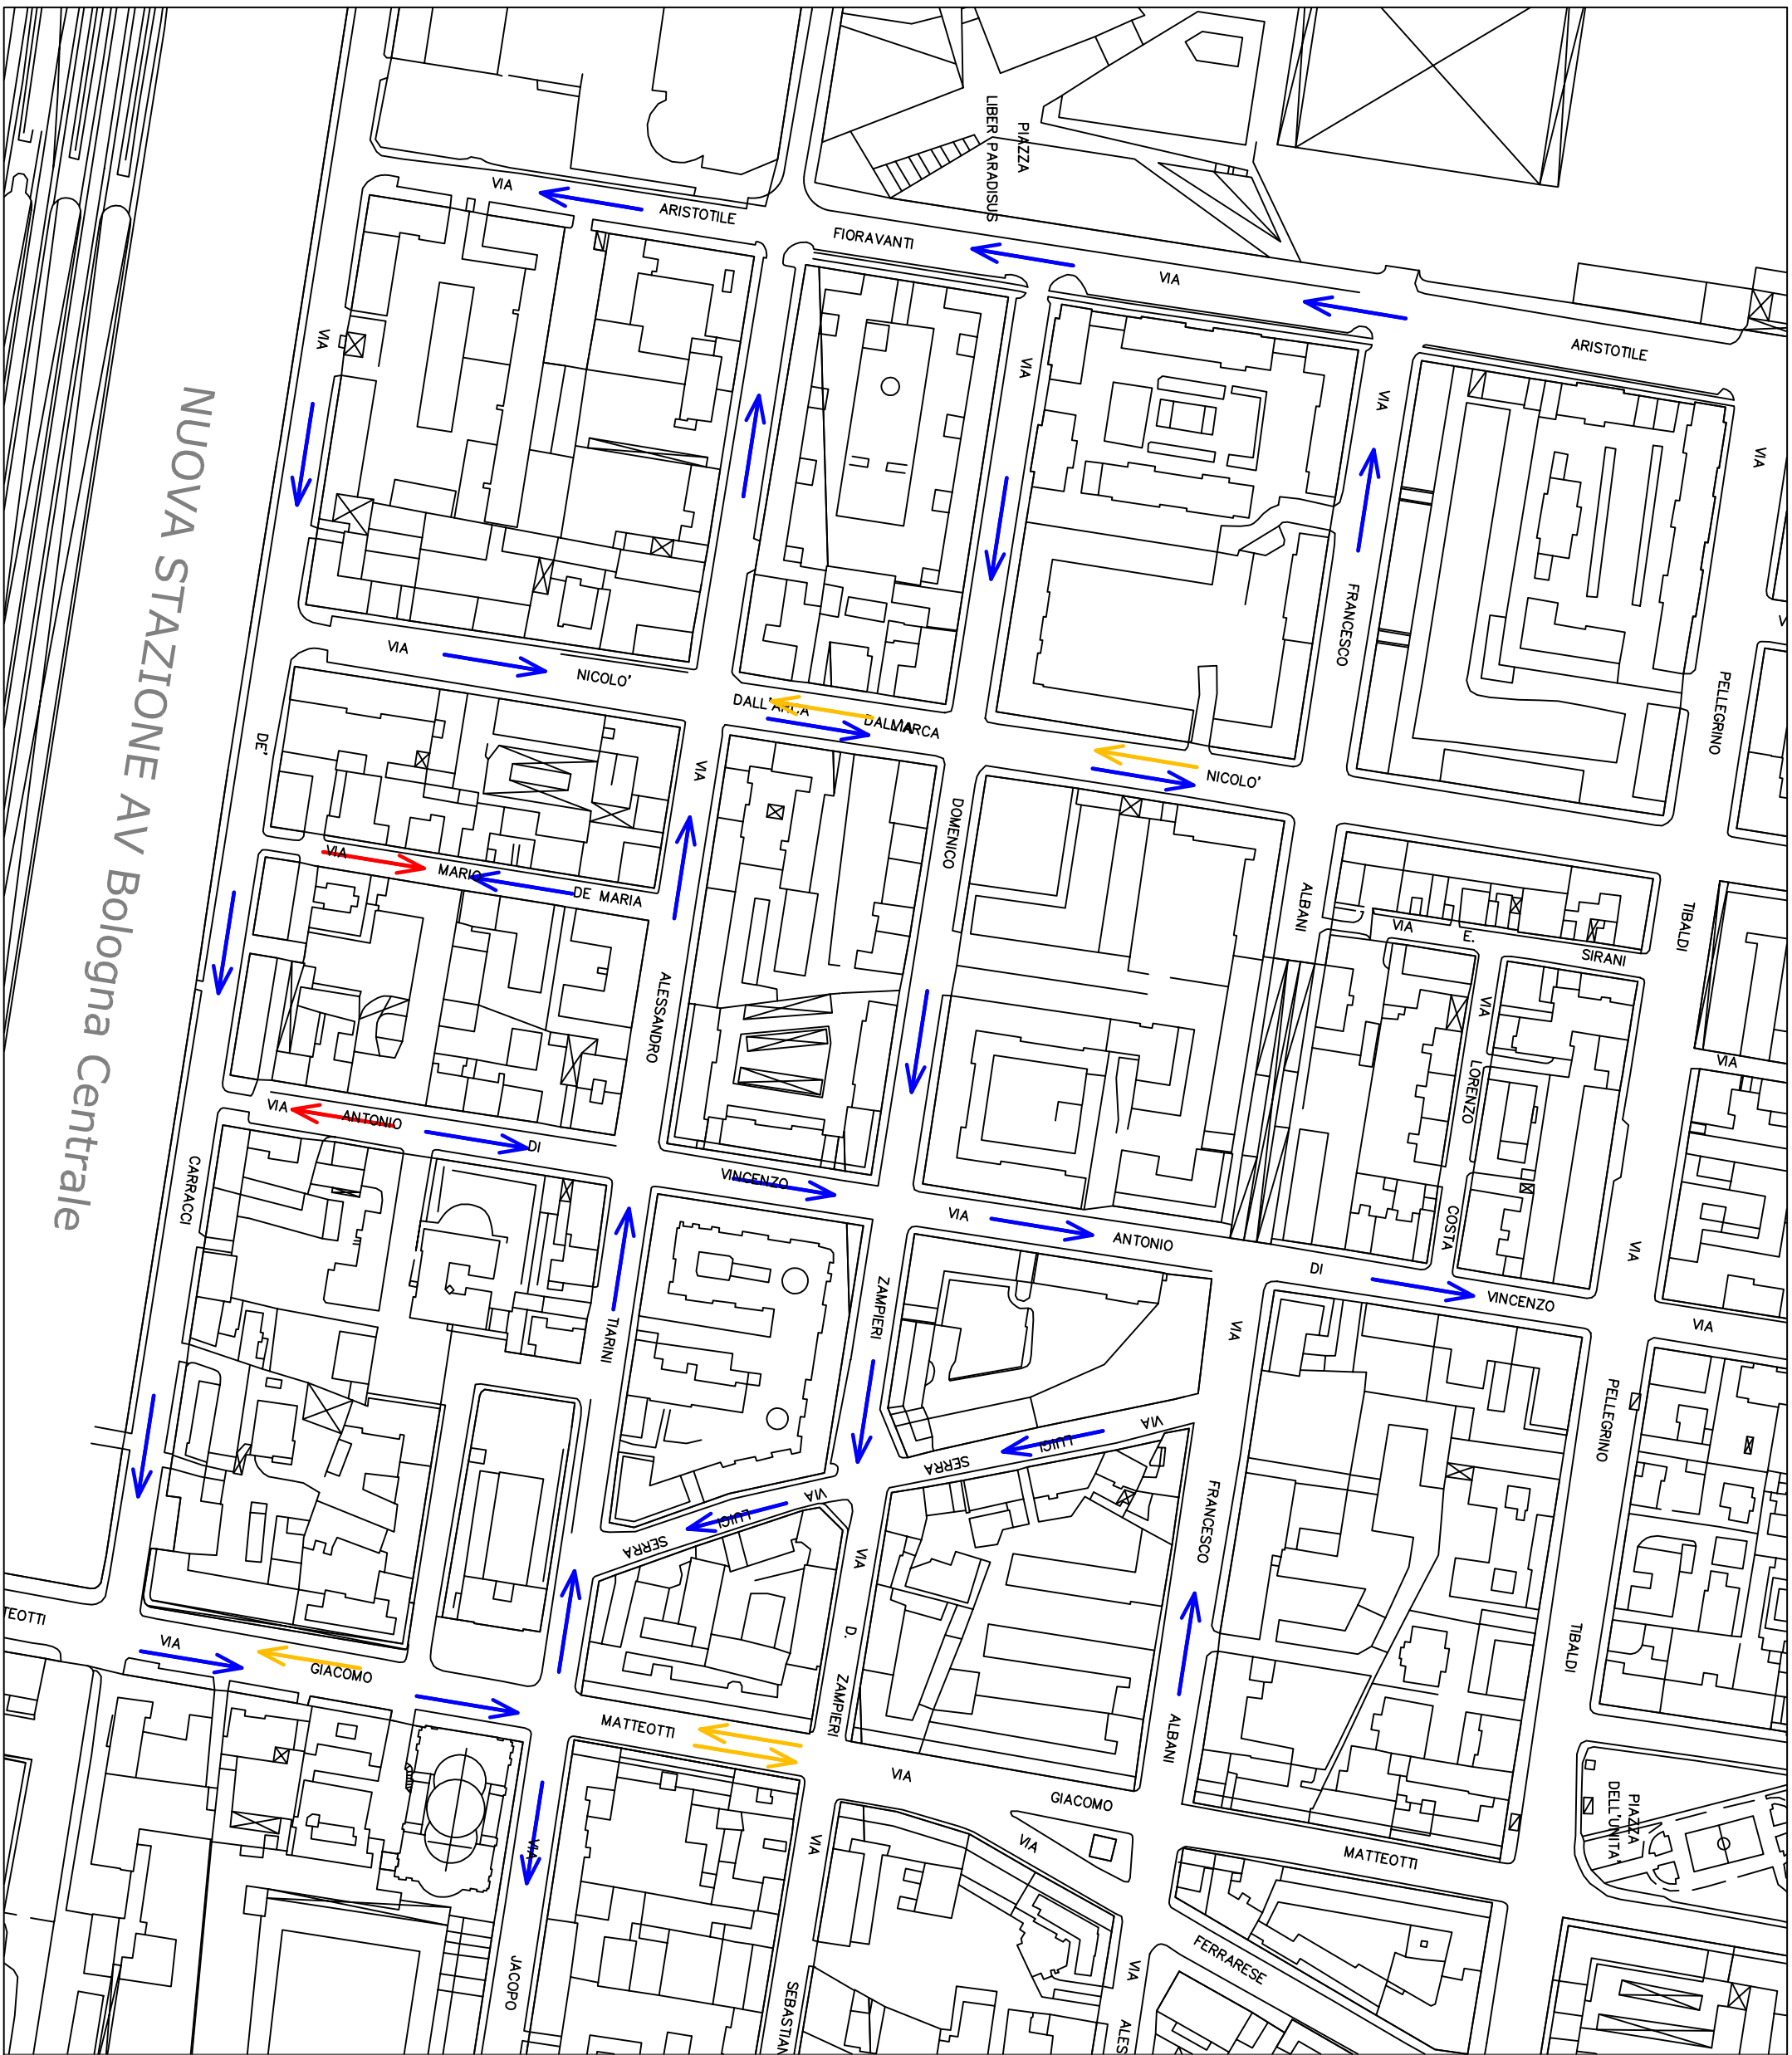 PIAZZA
LIBER PARADISUS
VIA
ARISTOTILE
FIORAVANTI
VIA
ARISTOTILE
VIA
VIA
VIA
VIA
NUOVA STAZIONE AV Bologna Centrale
FRANCESCO
VIA
NICOLO'
DALL'ARCA
DALL'ARCA
VIA
NICOLO'
PELLEGRINO
DE'
VIA
DOMENICO
VIA
MARIO
DE MARIA
ALBANI
TIBALDI
VIA
E.
SIRANI
ALESSANDRO
VIA
LORENZO
COSTA
VIA
VIA
ANTONIO
DI
VINCENZO
CARRACCI
VIA
ANTONIO
DI
VINCENZO
VIA
VIA
VIA
ZAMPIERI
TIARINI
PELLEGRINO
VIA
LUIGI
SERRA
VIA
LUIGI
SERRA
FRANCESCO
VIA
D.
ZAMPIERI
TIBALDI
TEOTTI
VIA
GIACOMO
MATTEOTTI
VIA
GIACOMO
MATTEOTTI
ALBANI
PIAZZA
DELL'UNITA'
VIA
VIA
VIA
FERRARESE
VIA
JACOPO
SEBASTIAN
ALES
V